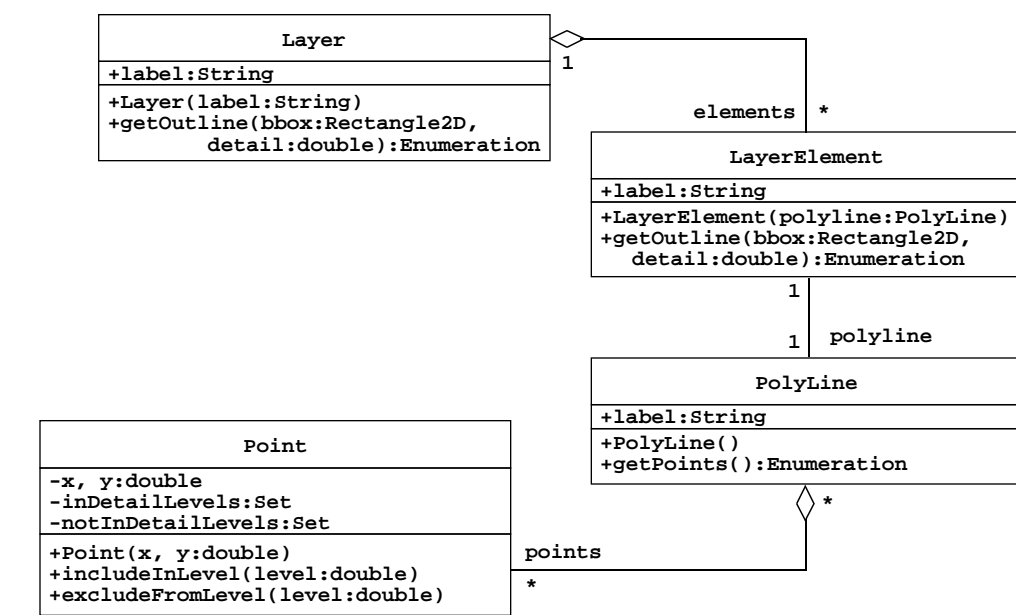 Layer
+label:String
+Layer(label:String)
+getOutline(bbox:Rectangle2D,
detail:double):Enumeration
1
elements *
LayerElement
+label:String
+LayerElement(polyline:PolyLine)
+getOutline(bbox:Rectangle2D,
detail:double):Enumeration
1
1 polyline
PolyLine
+label:String
+PolyLine()
+getPoints():Enumeration
*
Point
-x, y:double
-inDetailLevels:Set
-notInDetailLevels:Set
+Point(x, y:double)
+includeInLevel(level:double)
+excludeFromLevel(level:double)
points
*